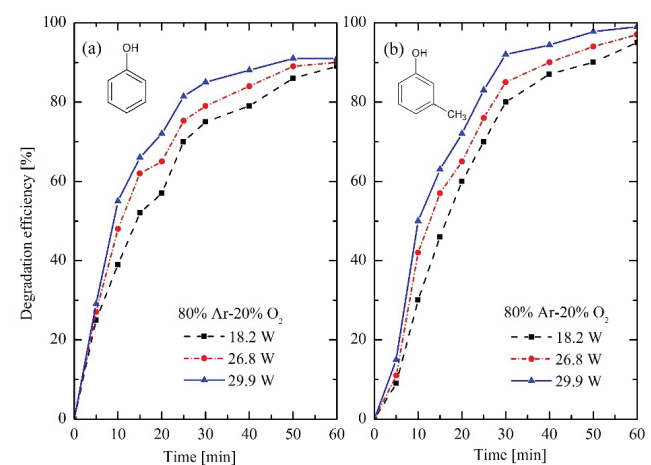 Degradation efficiency [%]
100
80
60
40
20
0
(a)
OH
80% Ar-20% O₂
18.2 W
26.8 W
29.9 W
0 10 20 30 40 50 60
Time [min]
100
80
60
40
20
0
(b)
OH
CH₃
80% Ar-20% O₂
18.2 W
26.8 W
29.9 W
0 10 20 30 40 50 60
Time [min]